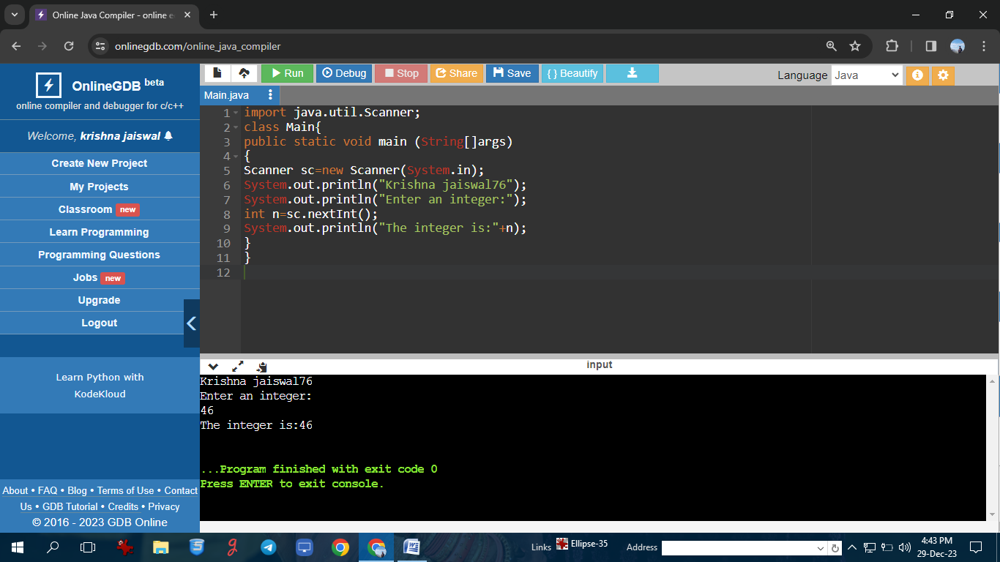 Online Java Compiler - online e
onlinegdb.com/online_java_compiler
OnlineGDB beta
online compiler and debugger for c/c++
Welcome, krishna jaiswal
Create New Project
My Projects
Classroom new
Learn Programming
Programming Questions
Jobs new
Upgrade
Logout
Learn Python with
KodeKloud
About • FAQ • Blog • Terms of Use • Contact
Us • GDB Tutorial • Credits • Privacy
© 2016 - 2023 GDB Online
Run Debug Stop Share Save { } Beautify
Language Java
Main.java
1 import java.util.Scanner;
2 class Main{
3 public static void main (String[]args)
4 {
5 Scanner sc=new Scanner(System.in);
6 System.out.println("Krishna jaiswal76");
7 System.out.println("Enter an integer:");
8 int n=sc.nextInt();
9 System.out.println("The integer is:"+n);
10 }
11 }
12
input
Krishna jaiswal76
Enter an integer:
46
The integer is:46
...Program finished with exit code 0
Press ENTER to exit console.
Links Ellipse-35 Address
4:43 PM
29-Dec-23